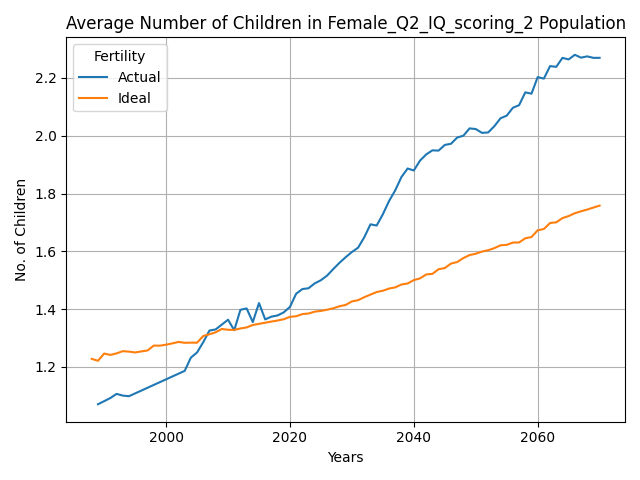 Average Number of Children in Female_Q2_IQ_scoring_2 Population
Fertility
Actual
Ideal
2.2
2.0
1.8
1.6
1.4
1.2
No. of Children
2000
2020
2040
2060
Years